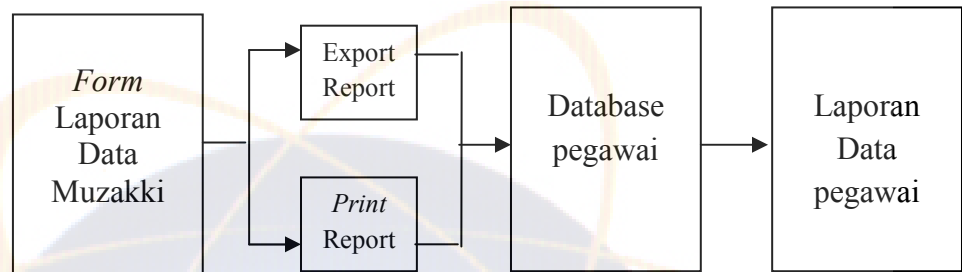 Form
Laporan
Data
Muzakki
Export
Report
Print
Report
Database
pegawai
Laporan
Data
pegawai